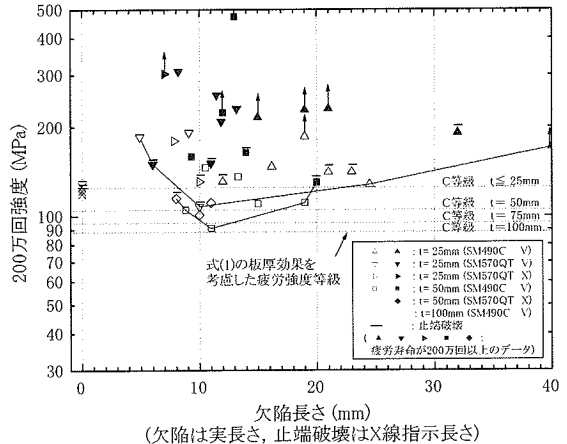 500
400
300
200
100
90
80
70
60
50
40
30
200万回強度 (MPa)
C等級 t≦25mm
C等級 t=50mm
C等級 t=75mm
C等級 t=100mm
式(1)の板厚効果を
考慮した疲労強度等級
: t= 25mm (SM490C V)
: t= 25mm (SM570QT V)
: t= 25mm (SM570QT X)
: t= 50mm (SM490C V)
: t= 50mm (SM570QT X)
: t=100mm (SM490C V)
: 止端破壊
疲労寿命が200万回以上のデータ)
0 10 20 30 40
欠陥長さ (mm)
(欠陥は実長さ, 止端破壊はX線指示長さ)